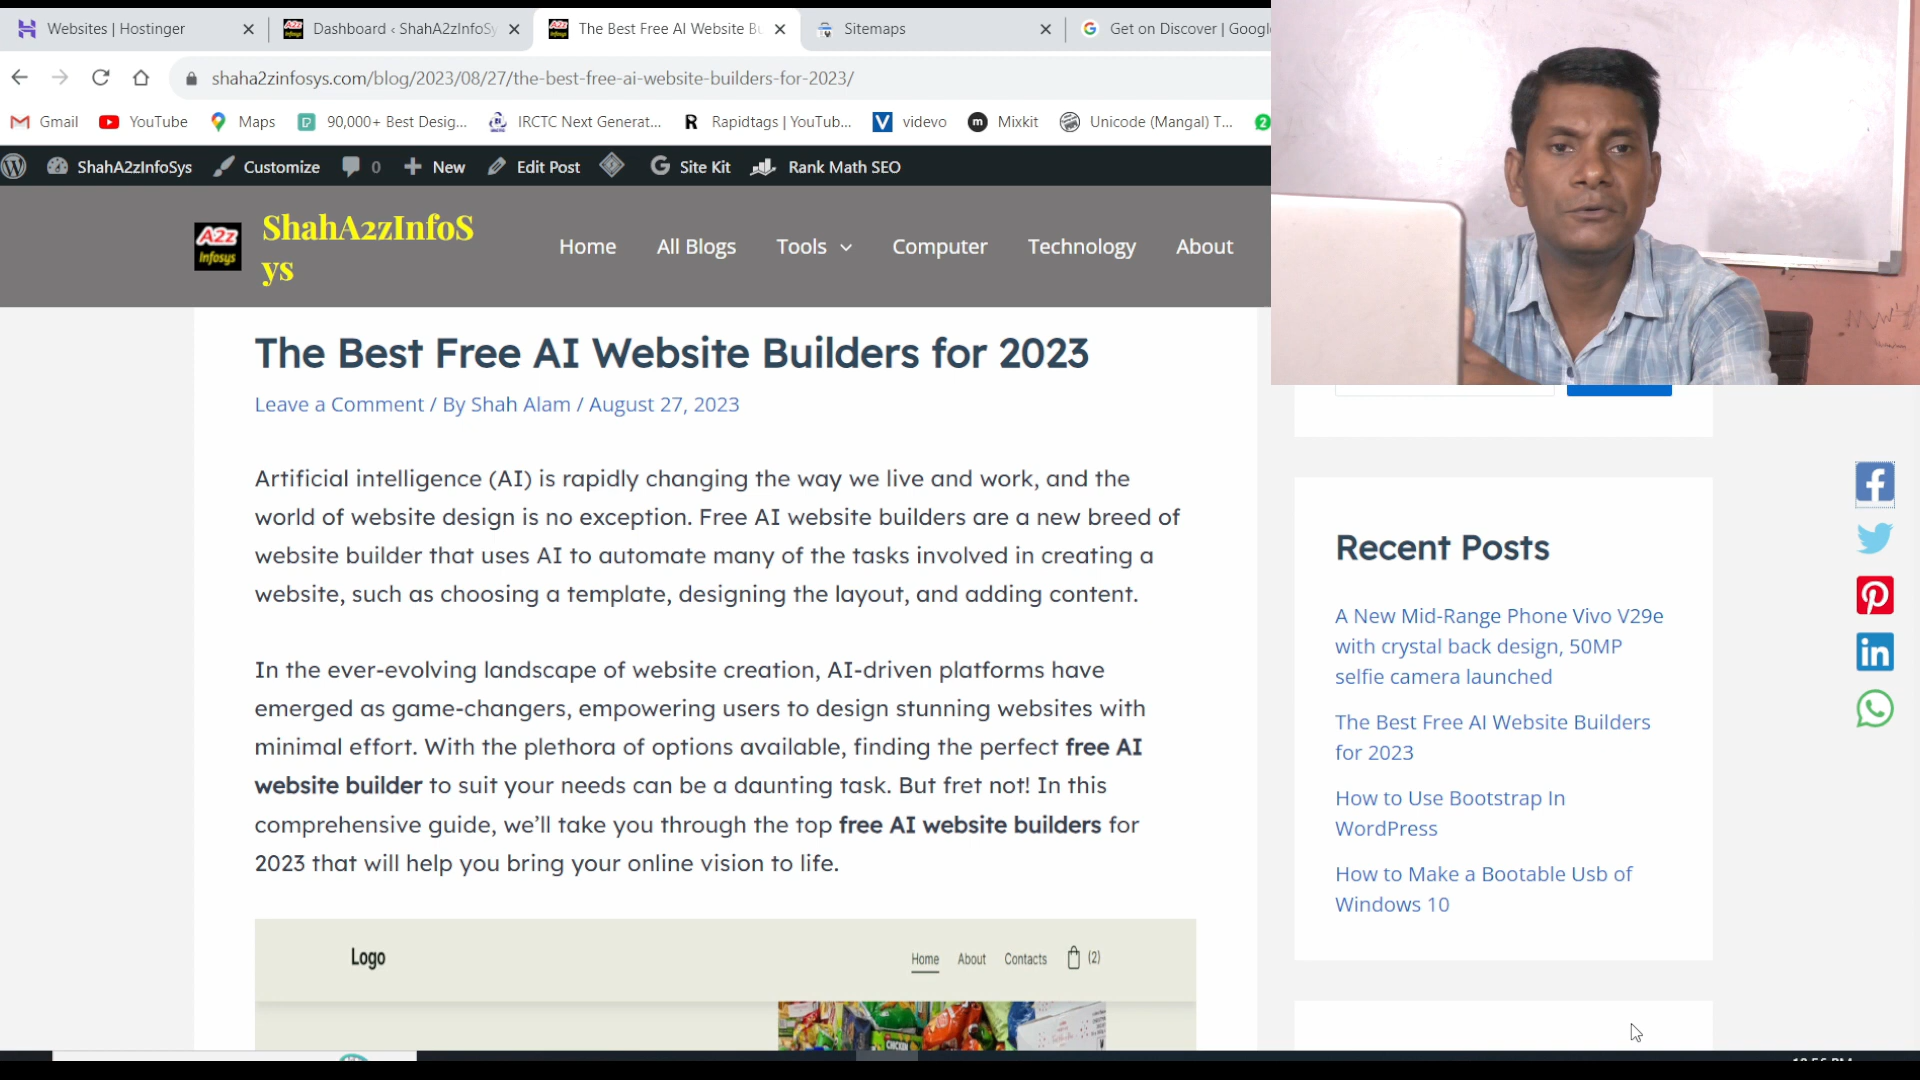 Websites | Hostinger
Dashboard ‹ ShahA2zInfoSy
The Best Free AI Website Bu
Sitemaps
Get on Discover | Googl
shaha2zinfosys.com/blog/2023/08/27/the-best-free-ai-website-builders-for-2023/
Gmail
YouTube
Maps
90,000+ Best Desig...
IRCTC Next Generat...
Rapidtags | YouTub...
videvo
Mixkit
Unicode (Mangal) T...
2
ShahA2zInfoSys
Customize
0
New
Edit Post
Site Kit
Rank Math SEO
A2z
Infosys
ShahA2zInfoS
ys
Home
All Blogs
Tools
Computer
Technology
About
The Best Free AI Website Builders for 2023
Leave a Comment / By Shah Alam / August 27, 2023
Artificial intelligence (AI) is rapidly changing the way we live and work, and the
world of website design is no exception. Free AI website builders are a new breed of
website builder that uses AI to automate many of the tasks involved in creating a
website, such as choosing a template, designing the layout, and adding content.
In the ever-evolving landscape of website creation, AI-driven platforms have
emerged as game-changers, empowering users to design stunning websites with
minimal effort. With the plethora of options available, finding the perfect free AI
website builder to suit your needs can be a daunting task. But fret not! In this
comprehensive guide, we’ll take you through the top free AI website builders for
2023 that will help you bring your online vision to life.
Logo
Home
About
Contacts
(2)
CHICKEN
Recent Posts
A New Mid-Range Phone Vivo V29e
with crystal back design, 50MP
selfie camera launched
The Best Free AI Website Builders
for 2023
How to Use Bootstrap In
WordPress
How to Make a Bootable Usb of
Windows 10